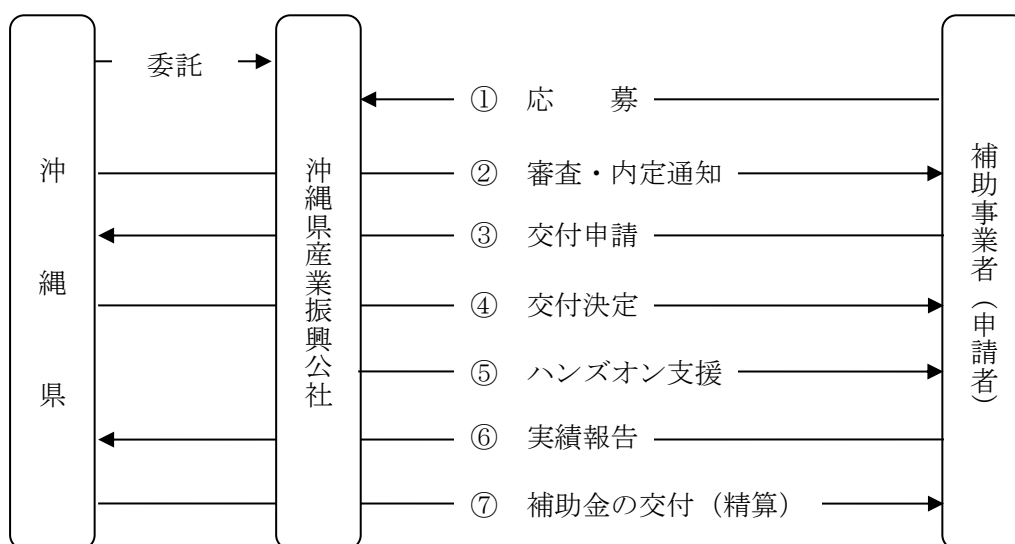 委託
沖縄県
沖縄県産業振興公社
補助事業者（申請者）
① 応　　募
② 審査・内定通知
③ 交付申請
④ 交付決定
⑤ ハンズオン支援
⑥ 実績報告
⑦ 補助金の交付（精算）